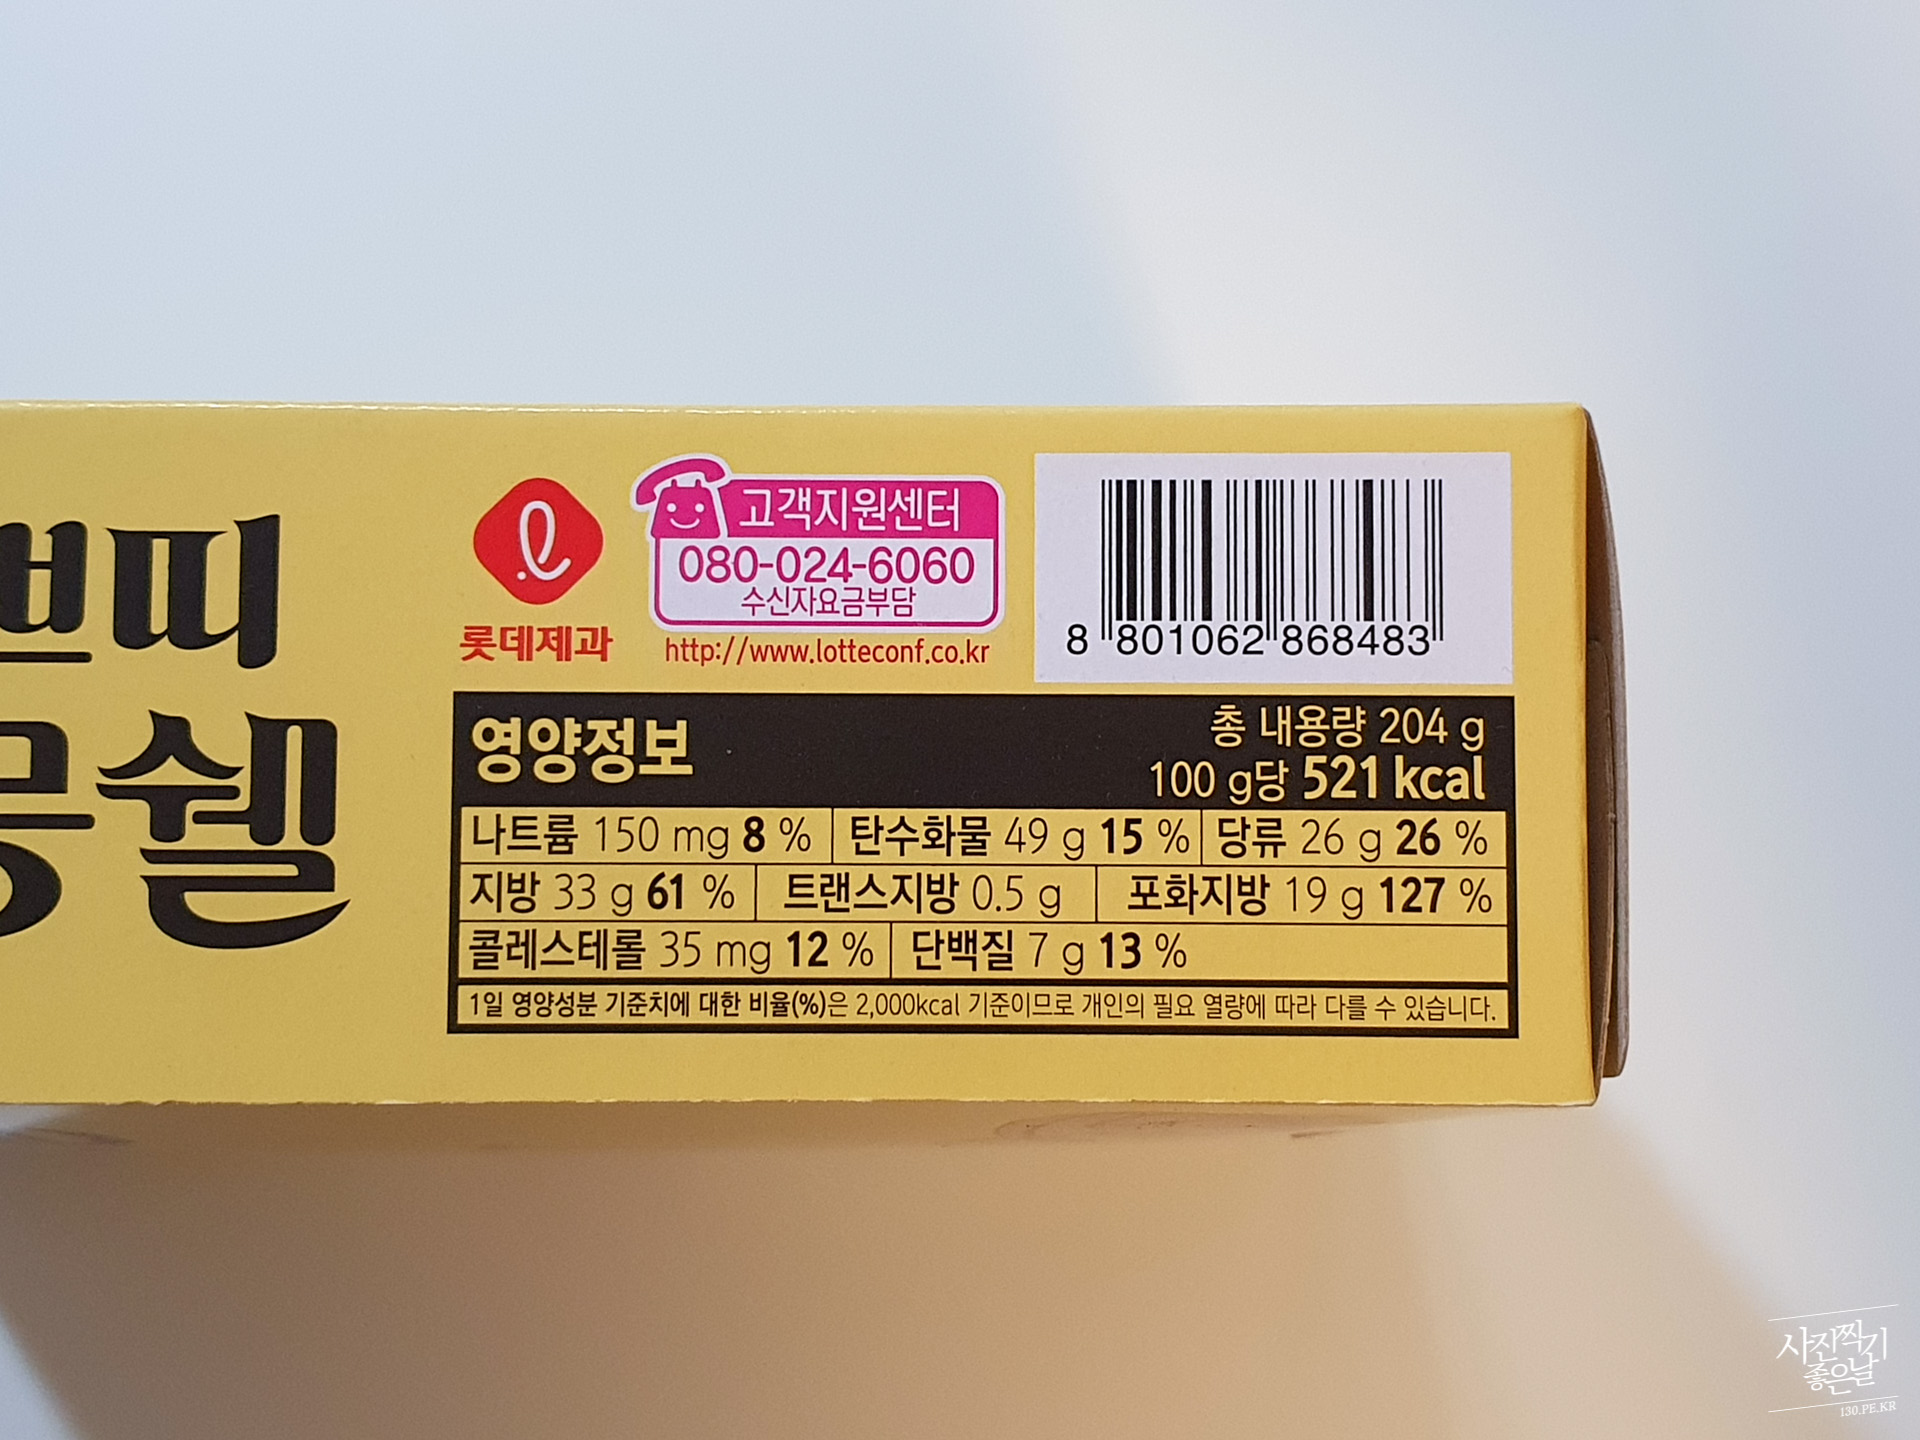 쁘띠
몽쉘
롯데제과
고객지원센터
080-024-6060
수신자요금부담
http://www.lotteconf.co.kr
8 801062 868483
영양정보
총 내용량 204 g
100 g당 521 kcal
나트륨 150 mg 8 % 탄수화물 49 g 15 % 당류 26 g 26 %
지방 33 g 61 % 트랜스지방 0.5 g 포화지방 19 g 127 %
콜레스테롤 35 mg 12 % 단백질 7 g 13 %
1일 영양성분 기준치에 대한 비율(%)은 2,000kcal 기준이므로 개인의 필요 열량에 따라 다를 수 있습니다.
사진찍기
좋은날
130.PE.KR